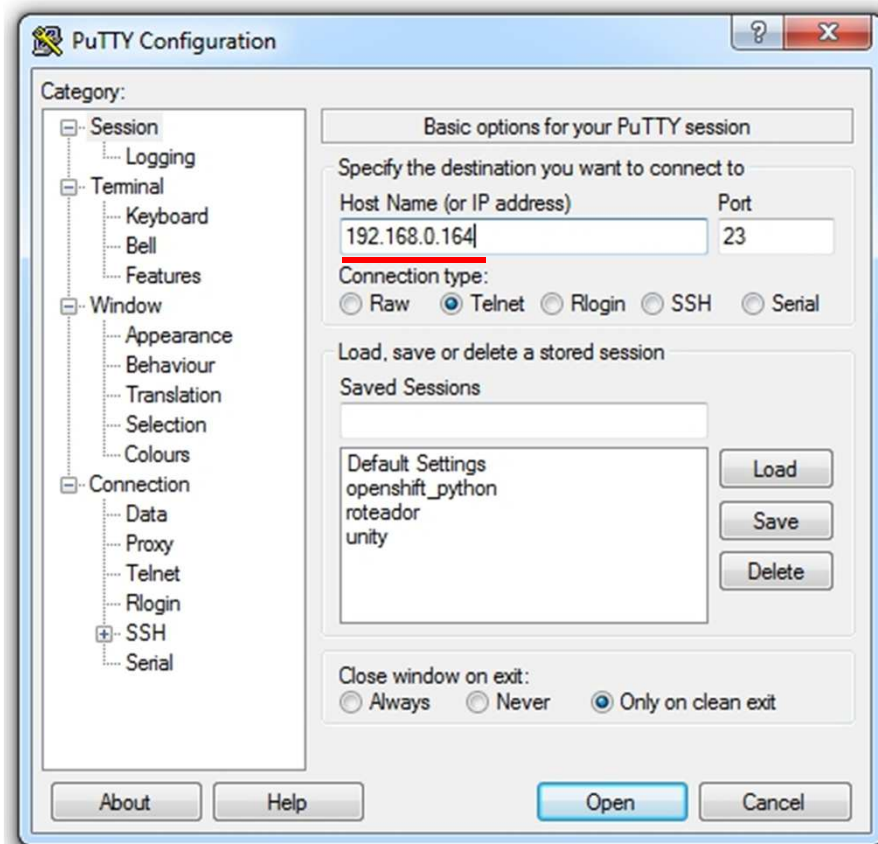 PuTTY Configuration
Category:
Session
Logging
Terminal
Keyboard
Bell
Features
Window
Appearance
Behaviour
Translation
Selection
Colours
Connection
Data
Proxy
Telnet
Rlogin
SSH
Serial
Basic options for your PuTTY session
Specify the destination you want to connect to
Host Name (or IP address) Port
192.168.0.164 23
Connection type:
Raw Telnet Rlogin SSH Serial
Load, save or delete a stored session
Saved Sessions
Default Settings
openshift_python
roteador
unity
Load
Save
Delete
Close window on exit:
Always Never Only on clean exit
About Help Open Cancel